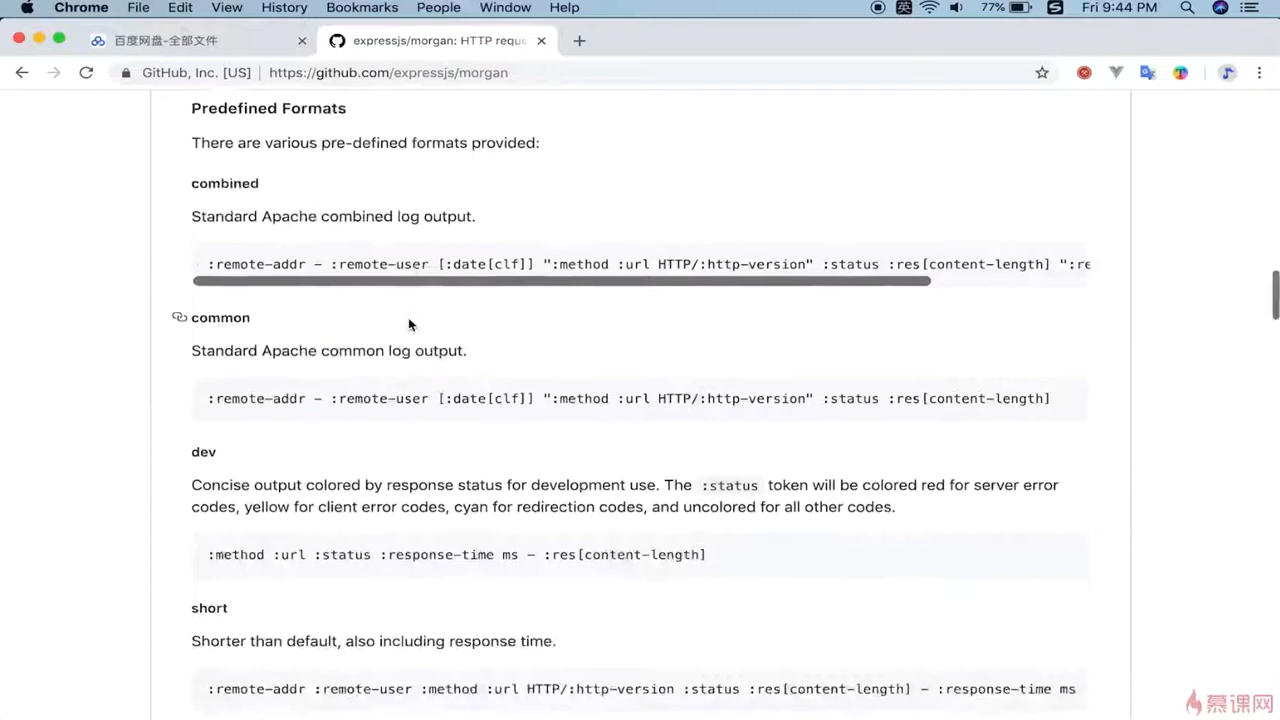 Chrome File Edit View History Bookmarks People Window Help 英 77% S Fri 9:44 PM
百度网盘-全部文件 expressjs/morgan: HTTP reque
GitHub, Inc. [US] https://github.com/expressjs/morgan
Predefined Formats
There are various pre-defined formats provided:
combined
Standard Apache combined log output.
:remote-addr - :remote-user [:date[clf]] ":method :url HTTP/:http-version" :status :res[content-length] ":re
common
Standard Apache common log output.
:remote-addr - :remote-user [:date[clf]] ":method :url HTTP/:http-version" :status :res[content-length]
dev
Concise output colored by response status for development use. The :status token will be colored red for server error
codes, yellow for client error codes, cyan for redirection codes, and uncolored for all other codes.
:method :url :status :response-time ms - :res[content-length]
short
Shorter than default, also including response time.
:remote-addr :remote-user :method :url HTTP/:http-version :status :res[content-length] - :response-time ms
慕课网